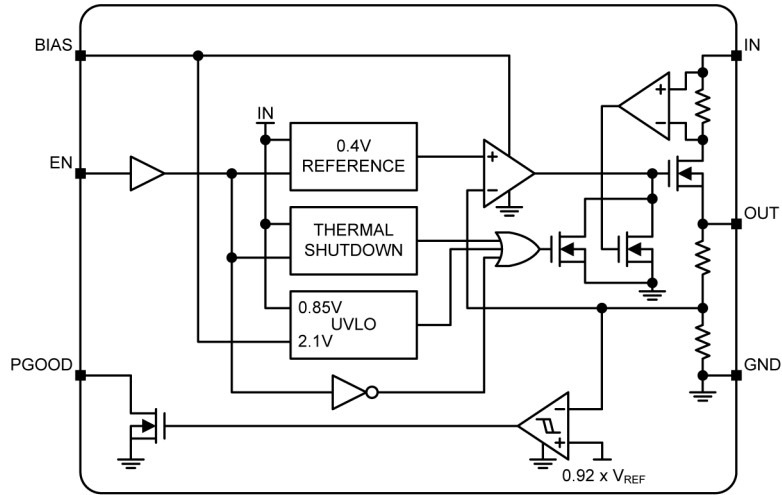 BIAS
IN
IN
0.4V
REFERENCE
+
−
+
−
EN
THERMAL
SHUTDOWN
OUT
0.85V
UVLO
2.1V
PGOOD
GND
−
+
0.92 x VREF